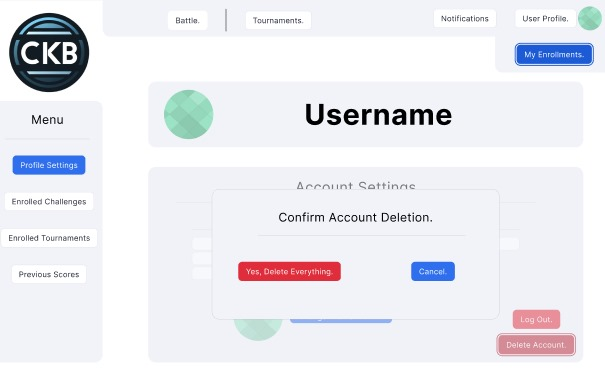 Battle.
Tournaments.
Notifications
User Profile.
My Enrollments.
CKB
Menu
Profile Settings
Enrolled Challenges
Enrolled Tournaments
Previous Scores
Username
Account Settings
Confirm Account Deletion.
Yes, Delete Everything.
Cancel.
Log Out.
Delete Account.